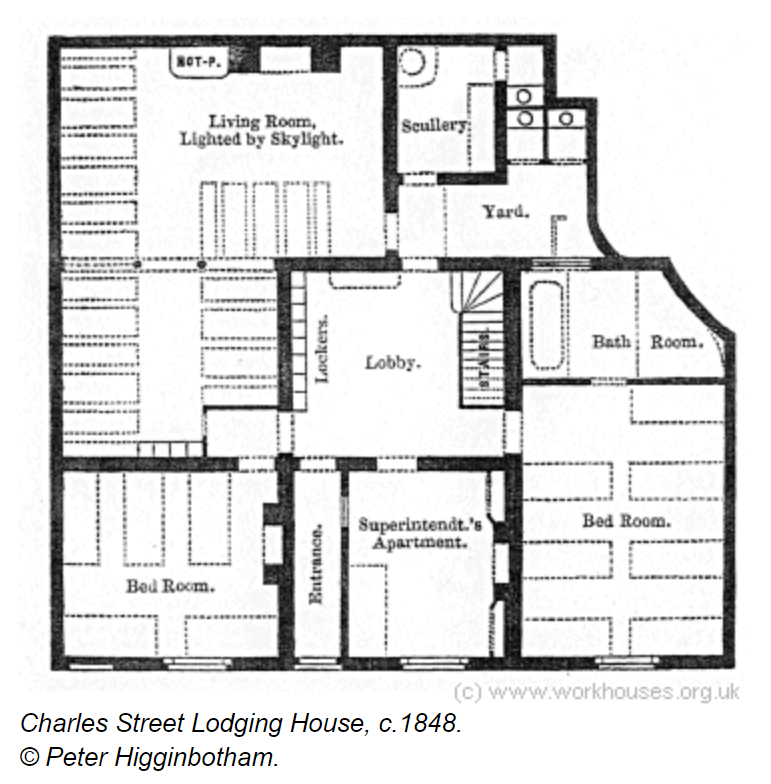 HOT-P.
Living Room,
Lighted by Skylight.
Scullery
Yard.
Lockers.
Lobby.
STAIRS.
Bath Room.
Bed Room.
Entrance.
Superintendt.'s
Apartment.
Bed Room.
(c) www.workhouses.org.uk
Charles Street Lodging House, c.1848.
© Peter Higginbotham.